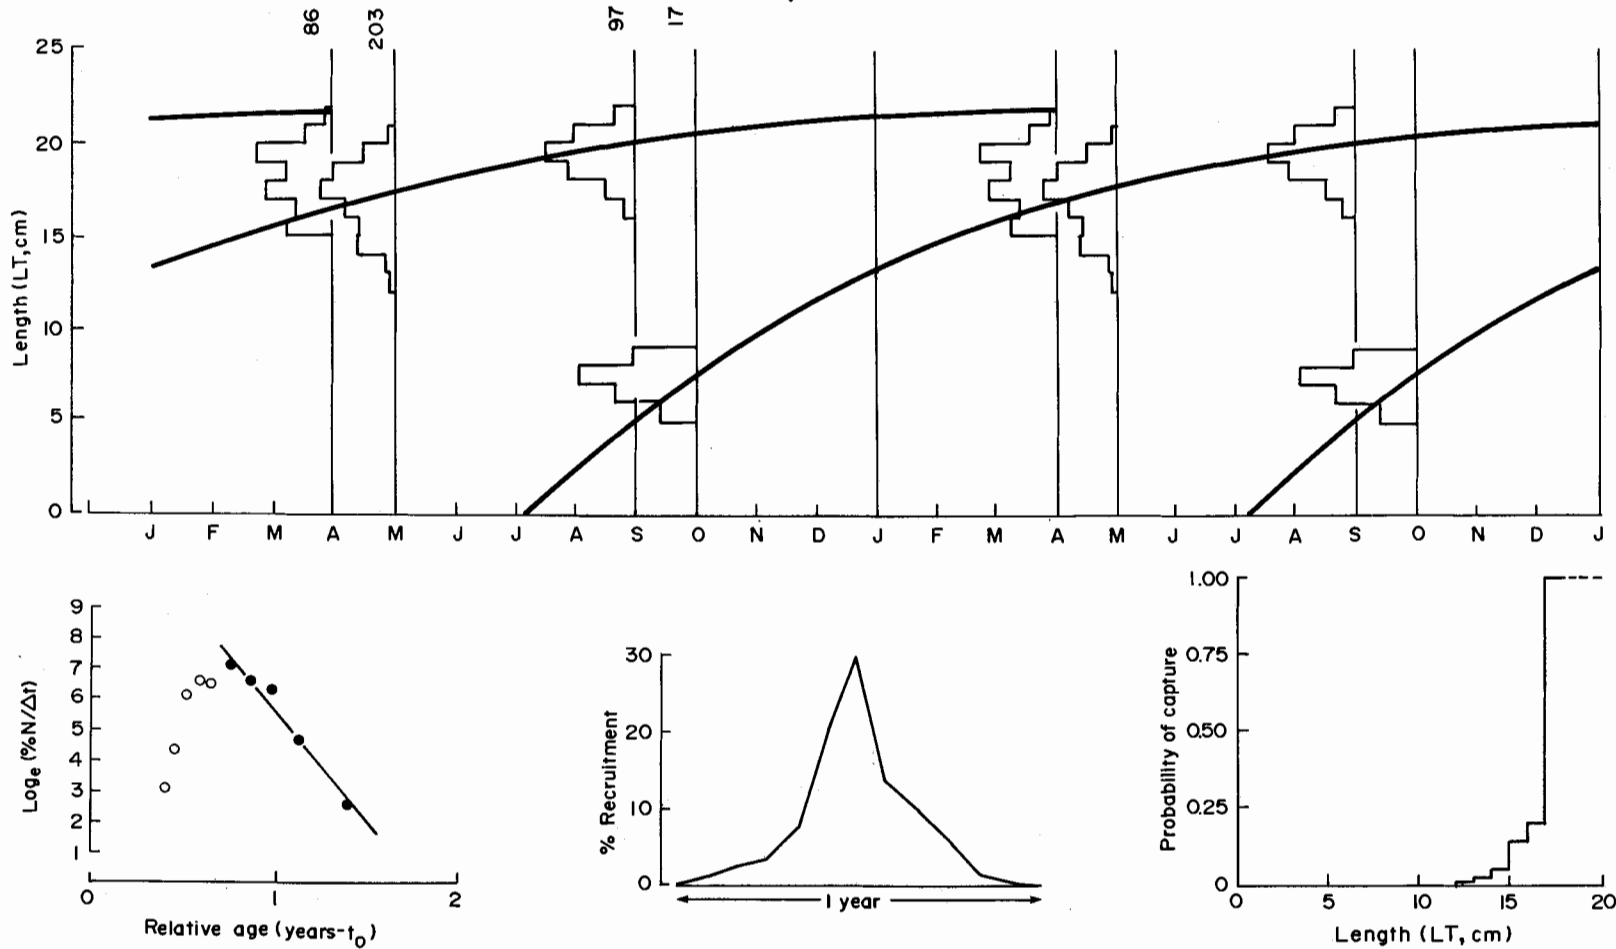 86 203 97 17
25
20
15
10
5
0
Length (LT, cm)
J F M A M J J A S O N D J F M A M J J A S O N D J
9
8
7
6
5
4
3
2
1
Logₑ (%N/Δt)
0 1 2
Relative age (years-t₀)
30
20
10
0
% Recruitment
1 year
1.00
0.75
0.50
0.25
0
Probability of capture
0 5 10 15 20
Length (LT, cm)